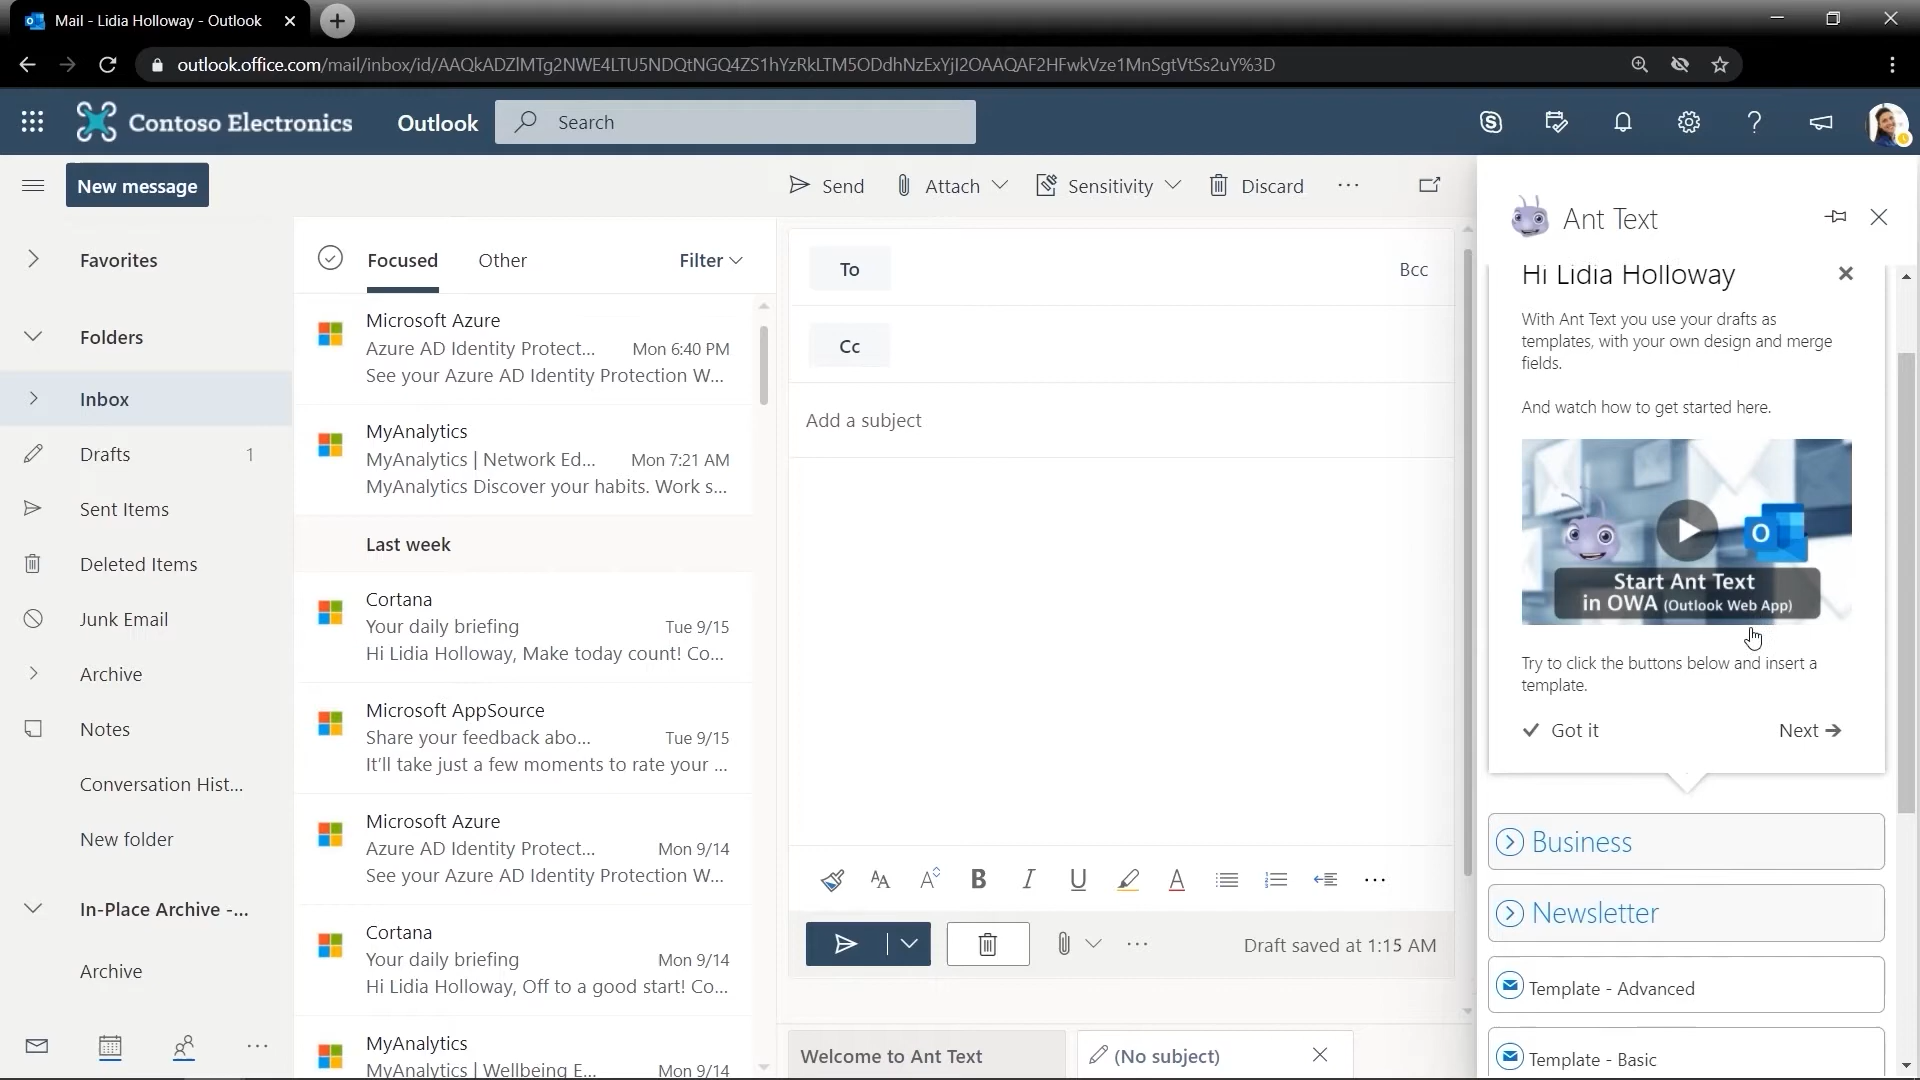 Mail - Lidia Holloway - Outlook
outlook.office.com/mail/inbox/id/AAQkADZlMTg2NWE4LTU5NDQtNGQ4ZS1hYzRkLTM5ODdhNzExYjI2OAAQAF2HFwkVze1MnSgtVtSs2uY%3D
Contoso Electronics
Outlook
Search
New message
Send
Attach
Sensitivity
Discard
Favorites
Folders
Inbox
Drafts 1
Sent Items
Deleted Items
Junk Email
Archive
Notes
Conversation Hist...
New folder
In-Place Archive -...
Archive
Focused
Other
Filter
Microsoft Azure
Azure AD Identity Protect... Mon 6:40 PM
See your Azure AD Identity Protection W...
MyAnalytics
MyAnalytics | Network Ed... Mon 7:21 AM
MyAnalytics Discover your habits. Work s...
Last week
Cortana
Your daily briefing Tue 9/15
Hi Lidia Holloway, Make today count! Co...
Microsoft AppSource
Share your feedback abo... Tue 9/15
It'll take just a few moments to rate your ...
Microsoft Azure
Azure AD Identity Protect... Mon 9/14
See your Azure AD Identity Protection W...
Cortana
Your daily briefing Mon 9/14
Hi Lidia Holloway, Off to a good start! Co...
MyAnalytics
MyAnalytics | Wellbeing E... Mon 9/14
To
Bcc
Cc
Add a subject
Draft saved at 1:15 AM
Welcome to Ant Text
(No subject)
Ant Text
Hi Lidia Holloway
With Ant Text you use your drafts as
templates, with your own design and merge
fields.
And watch how to get started here.
Start Ant Text
in OWA (Outlook Web App)
Try to click the buttons below and insert a
template.
Got it
Next
Business
Newsletter
Template - Advanced
Template - Basic